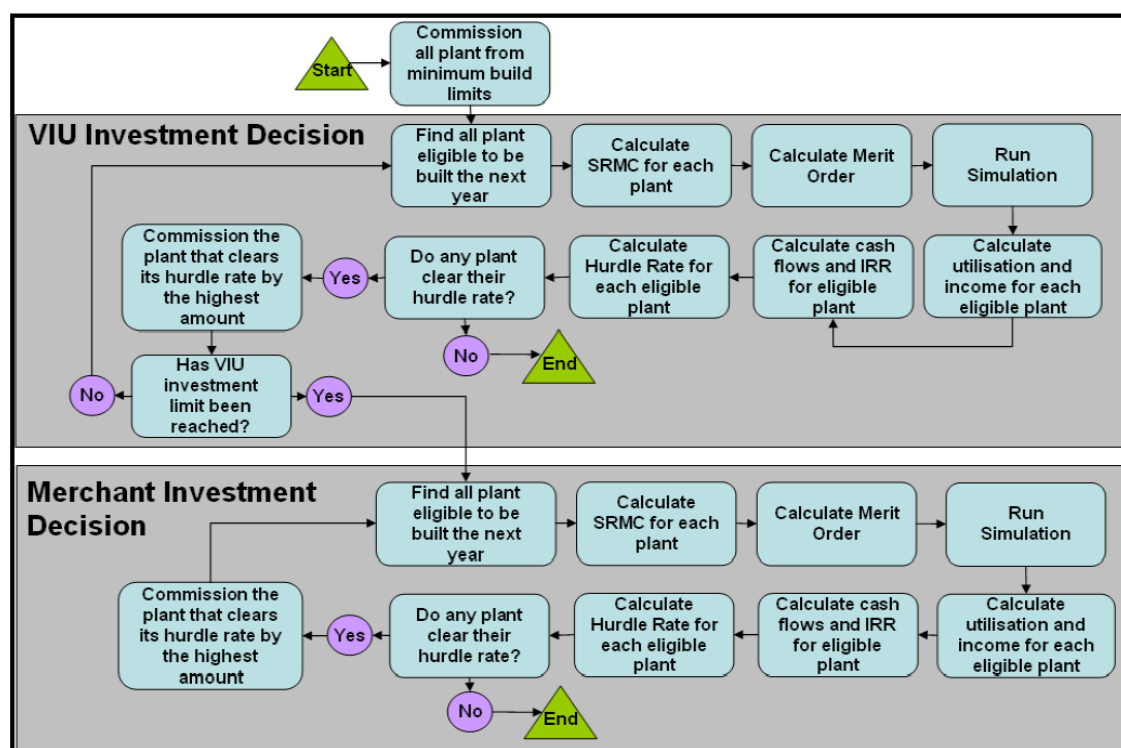 Start
Commission
all plant from
minimum build
limits
VIU Investment Decision
Find all plant
eligible to be
built the next
year
Calculate
SRMC for each
plant
Calculate Merit
Order
Run
Simulation
Commission the
plant that clears
its hurdle rate by
the highest
amount
Yes
Do any plant
clear their
hurdle rate?
Calculate
Hurdle Rate for
each eligible
plant
Calculate cash
flows and IRR
for eligible
plant
Calculate
utilisation and
income for each
eligible plant
No
End
No
Has VIU
investment
limit been
reached?
Yes
Merchant Investment
Decision
Find all plant
eligible to be
built the next
year
Calculate
SRMC for each
plant
Calculate Merit
Order
Run
Simulation
Commission the
plant that clears
its hurdle rate by
the highest
amount
Yes
Do any plant
clear their
hurdle rate?
Calculate
Hurdle Rate for
each eligible
plant
Calculate cash
flows and IRR
for eligible
plant
Calculate
utilisation and
income for each
eligible plant
No
End